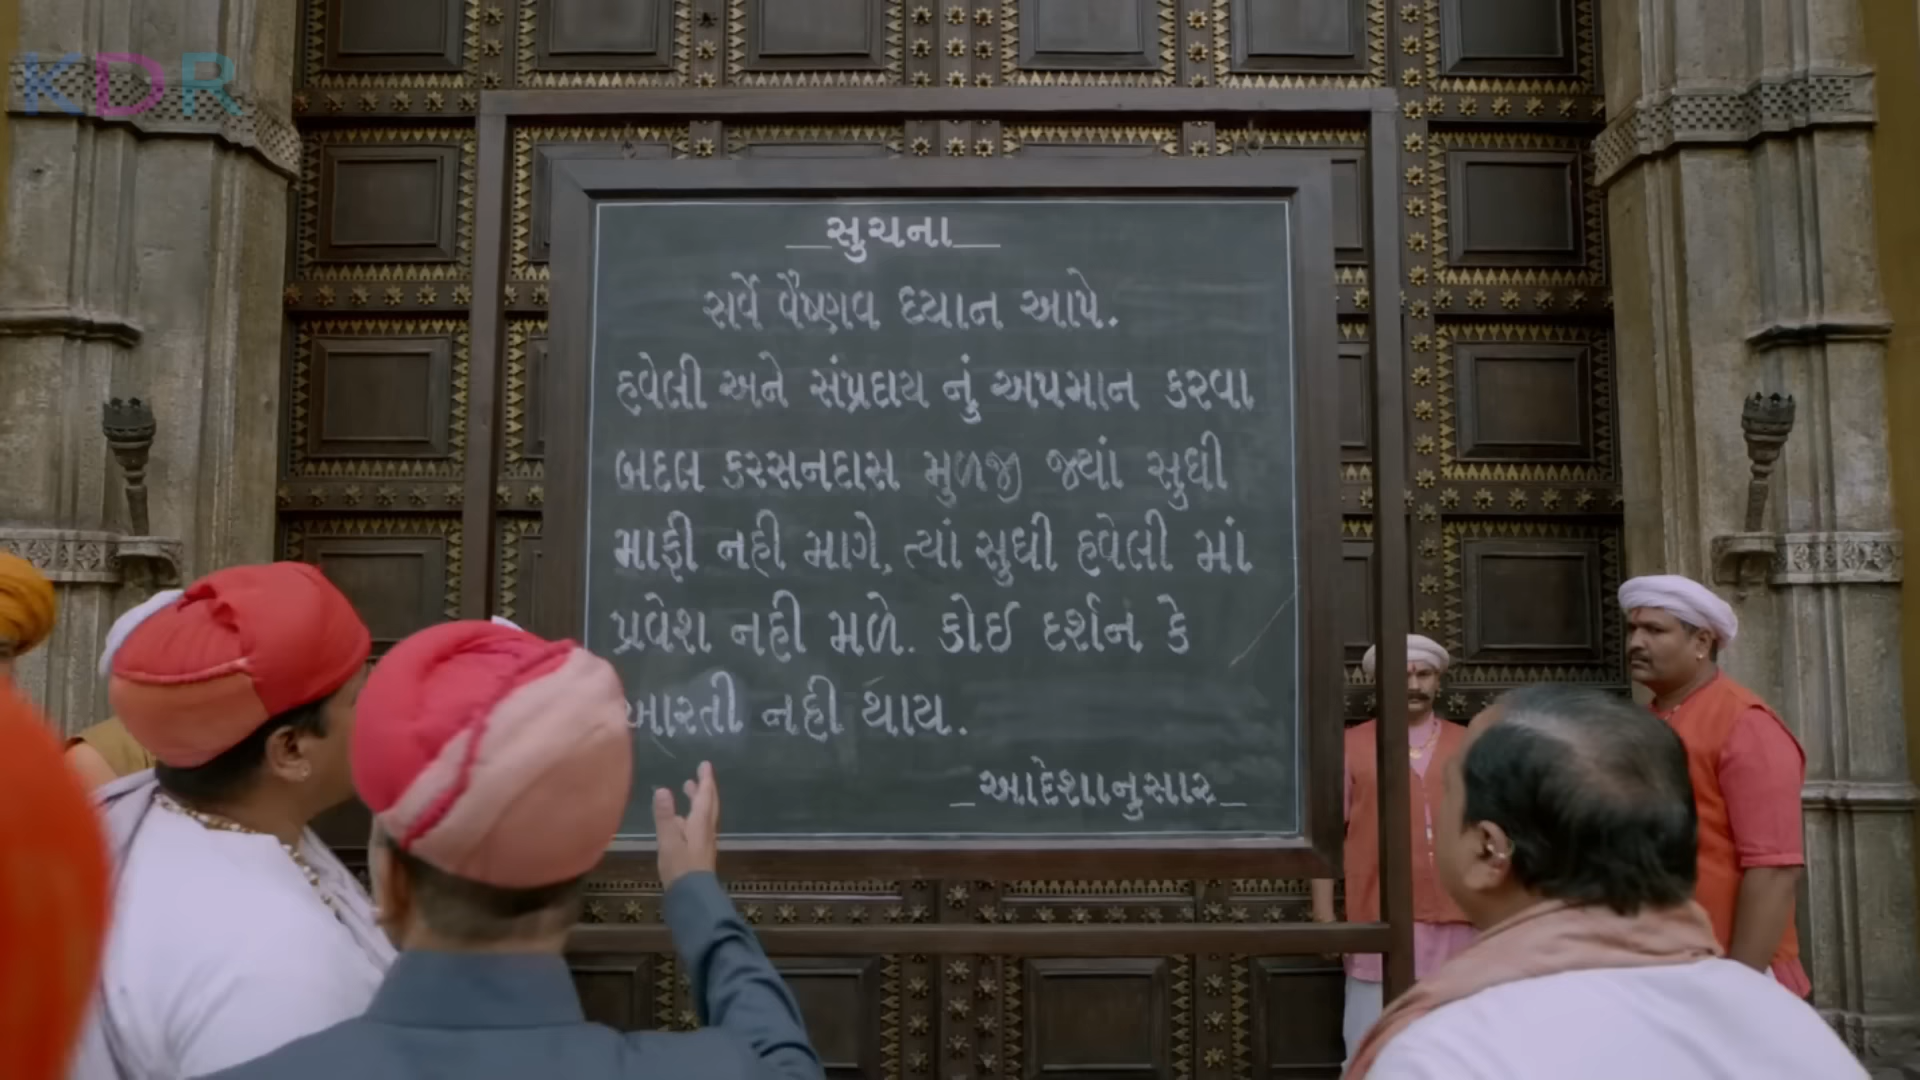 KDR
સુચના
સર્વે વૈષ્ણવ ધ્યાન આપે.
હવેલી અને સંપ્રદાય નું અપમાન કરવા
બદલ કરસનદાસ મુળજી જ્યાં સુધી
માફી નહી માગે, ત્યાં સુધી હવેલી માં
પ્રવેશ નહી મળે. કોઈ દર્શન કે
આરતી નહી થાય.
_આદેશાનુસાર_